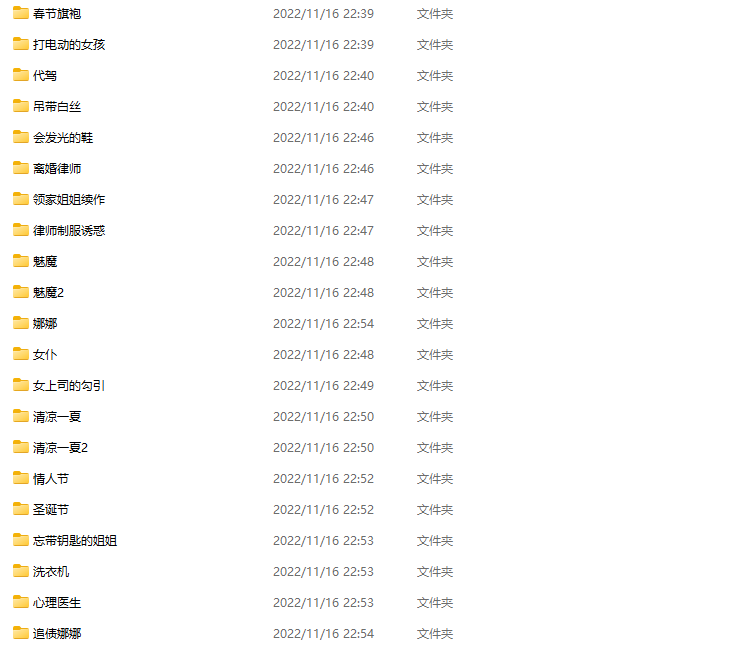 春节旗袍 2022/11/16 22:39 文件夹
打电动的女孩 2022/11/16 22:39 文件夹
代驾 2022/11/16 22:40 文件夹
吊带白丝 2022/11/16 22:40 文件夹
会发光的鞋 2022/11/16 22:46 文件夹
离婚律师 2022/11/16 22:46 文件夹
领家姐姐续作 2022/11/16 22:47 文件夹
律师制服诱惑 2022/11/16 22:47 文件夹
魅魔 2022/11/16 22:48 文件夹
魅魔2 2022/11/16 22:48 文件夹
娜娜 2022/11/16 22:54 文件夹
女仆 2022/11/16 22:48 文件夹
女上司的勾引 2022/11/16 22:49 文件夹
清凉一夏 2022/11/16 22:50 文件夹
清凉一夏2 2022/11/16 22:50 文件夹
情人节 2022/11/16 22:52 文件夹
圣诞节 2022/11/16 22:52 文件夹
忘带钥匙的姐姐 2022/11/16 22:53 文件夹
洗衣机 2022/11/16 22:53 文件夹
心理医生 2022/11/16 22:53 文件夹
追债娜娜 2022/11/16 22:54 文件夹